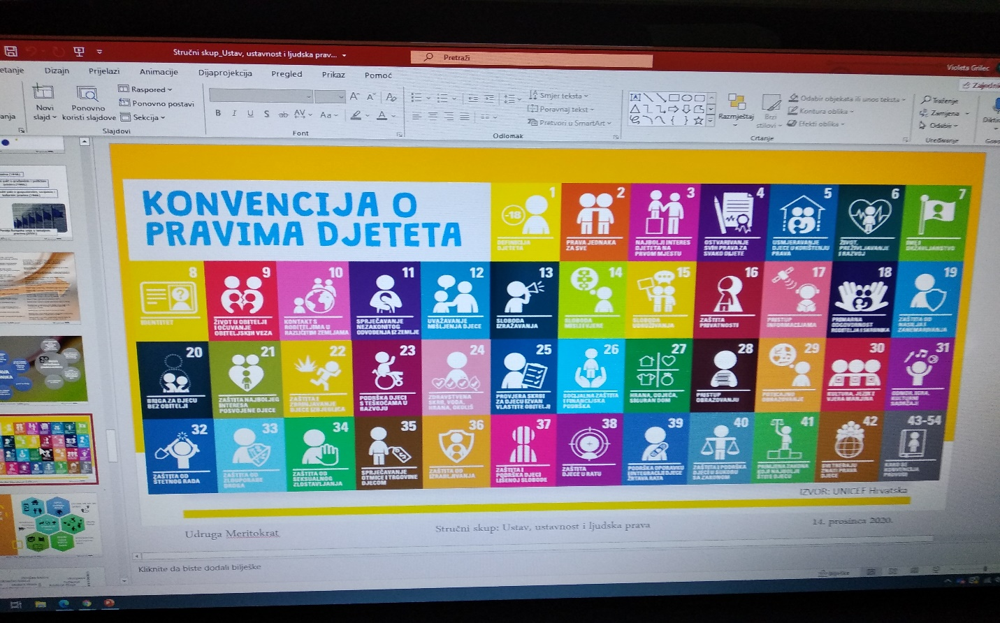 Stručni skup_Ustav, ustavnost i ljudska prav...
Pretraži
Violeta Grilec
etanje
Dizajn
Prijelazi
Animacije
Dijaprojekcija
Pregled
Prikaz
Pomoć
Novi
slajd
Ponovno
koristi slajdove
Raspored
Ponovno postavi
Sekcija
Slajdovi
Font
Smjer teksta
Poravnaj tekst
Pretvori u SmartArt
Odlomak
Razmještaj
Brzi
stilovi
Odabir objekata ili unos teksta
Kontura oblika
Efekti oblika
Crtanje
Traženje
Zamjena
Odabir
Uređivanje
KONVENCIJA O
PRAVIMA DJETETA
1
-18
DEFINICIJA
DJETETA
2
PRAVA JEDNAKA
ZA SVE
3
NAJBOLJI INTERES
DJETETA NA
PRVOM MJESTU
4
OSTVARIVANJE
SVIH PRAVA ZA
SVAKO DIJETE
5
USMJERAVANJE
DJECE U KORIŠTENJU
PRAVA
6
ŽIVOT,
PREŽIVLJAVANJE
I RAZVOJ
7
IME I
DRŽAVLJANSTVO
8
IDENTITET
9
ŽIVOT U OBITELJI
I OČUVANJE
OBITELJSKIH VEZA
10
KONTAKT S
RODITELJIMA U
RAZLIČITIM ZEMLJAMA
11
SPRJEČAVANJE
NEZAKONITOG
ODVOĐENJA IZ ZEMLJE
12
UVAŽAVANJE
MIŠLJENJA DJECE
13
SLOBODA
IZRAŽAVANJA
14
SLOBODA
MISLI I VJERE
15
SLOBODA
UDRUŽIVANJA
16
ZAŠTITA
PRIVATNOSTI
17
PRISTUP
INFORMACIJAMA
18
PRIMARNA
ODGOVORNOST
RODITELJA I SKRBNIKA
19
ZAŠTITA OD
NASILJA I
ZANEMARIVANJA
20
BRIGA ZA DJECU
BEZ OBITELJI
21
ZAŠTITA NAJBOLJEG
INTERESA
POSVOJENE DJECE
22
ZAŠTITA I
ZBRINJAVANJE
DJECE IZBJEGLICA
23
PODRŠKA DJECI
S TEŠKOĆAMA U
RAZVOJU
24
ZDRAVSTVENA
SKRB, VODA,
HRANA, OKOLIŠ
25
PROVJERA SKRBI
ZA DJECU IZVAN
VLASTITE OBITELJI
26
SOCIJALNA ZAŠTITA
I FINANCIJSKA
PODRŠKA
27
HRANA, ODJEĆA,
SIGURAN DOM
28
PRISTUP
OBRAZOVANJU
29
POTICAJNO
OBRAZOVANJE
30
KULTURA, JEZIK I
VJERA MANJINA
31
ODMOR, IGRA,
KULTURNI
SADRŽAJI
32
ZAŠTITA OD
ŠTETNOG RADA
33
ZAŠTITA OD
ZLOUPORABE
DROGA
34
ZAŠTITA OD
SEKSUALNOG
ZLOSTAVLJANJA
35
SPRJEČAVANJE
OTMICE I TRGOVINE
DJECOM
36
ZAŠTITA OD
IZRABLJIVANJA
37
ZAŠTITA I
PODRŠKA DJECI
LIŠENOJ SLOBODE
38
ZAŠTITA
DJECE U RATU
39
PODRŠKA OPORAVKU
I INTEGRACIJI DJECE
ŽRTAVA RATA
40
ZAŠTITA I PODRŠKA
DJECI U SUKOBU
SA ZAKONOM
41
PRIMJENA ZAKONA
KOJI NAJBOLJE
ŠTITE DJECU
42
SVI TREBAJU
ZNATI PRAVA
DJECE
43-54
KAKO SE
KONVENCIJA
PROVODI
IZVOR: UNICEF Hrvatska
Udruga Meritokrat
Stručni skup: Ustav, ustavnost i ljudska prava
14. prosinca 2020.
Kliknite da biste dodali bilješke
Bilješke